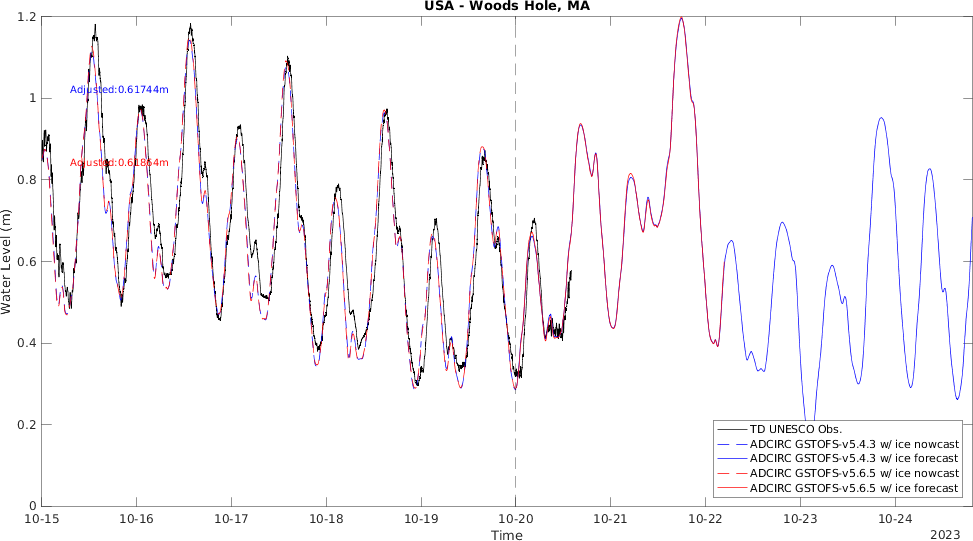 USA - Woods Hole, MA
1.2
1
0.8
0.6
0.4
0.2
0
Water Level (m)
Adjusted:0.61744m
Adjusted:0.61864m
TD UNESCO Obs.
ADCIRC GSTOFS-v5.4.3 w/ ice nowcast
ADCIRC GSTOFS-v5.4.3 w/ ice forecast
ADCIRC GSTOFS-v5.6.5 w/ ice nowcast
ADCIRC GSTOFS-v5.6.5 w/ ice forecast
10-15 10-16 10-17 10-18 10-19 10-20 10-21 10-22 10-23 10-24
Time
2023